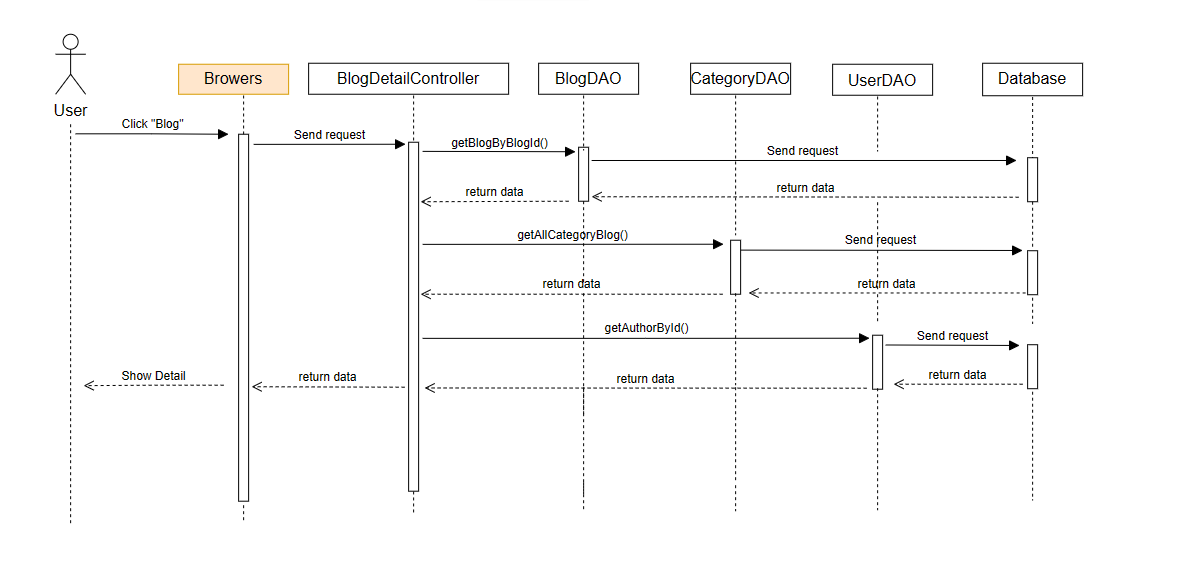 User
Browers
BlogDetailController
BlogDAO
CategoryDAO
UserDAO
Database
Click "Blog"
Send request
getBlogByBlogId()
Send request
return data
return data
getAllCategoryBlog()
Send request
return data
return data
getAuthorById()
Send request
Show Detail
return data
return data
return data